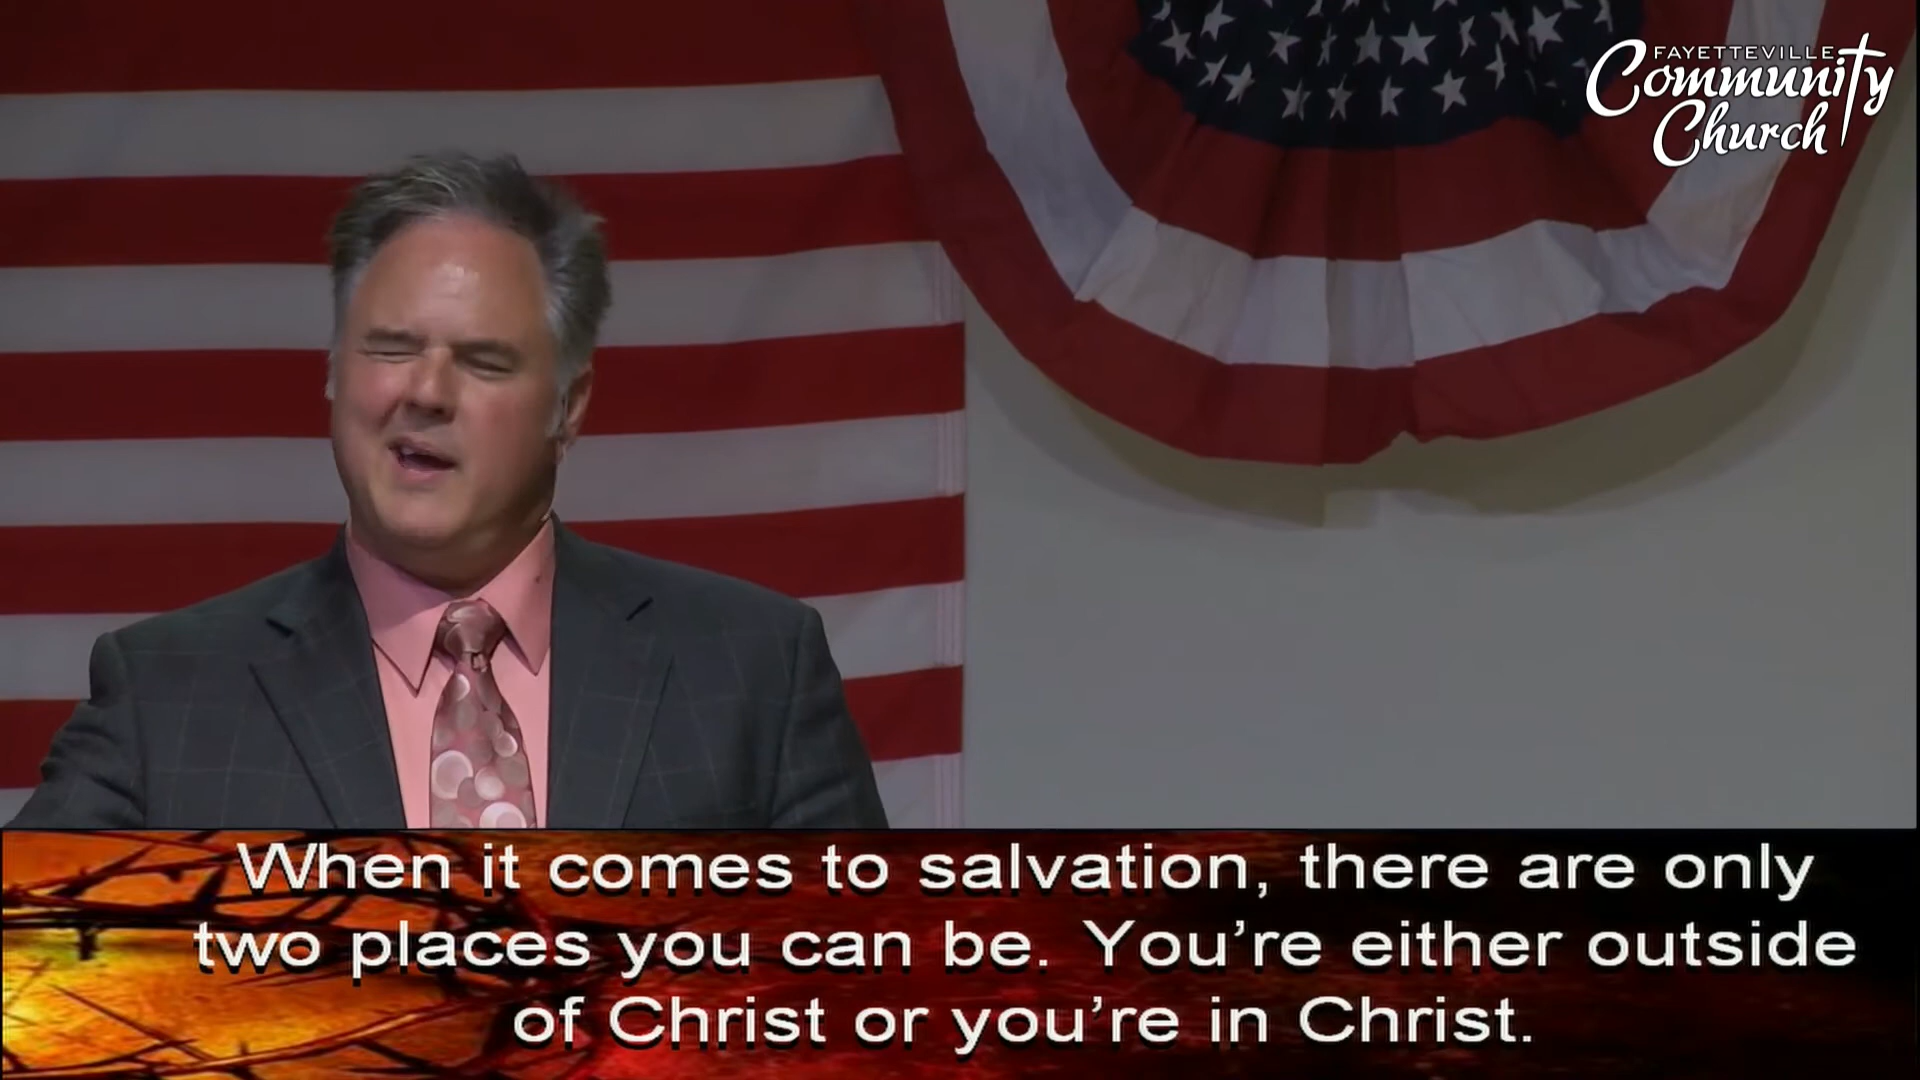 FAYETTEVILLE
Community
Church
When it comes to salvation, there are only
two places you can be. You're either outside
of Christ or you're in Christ.